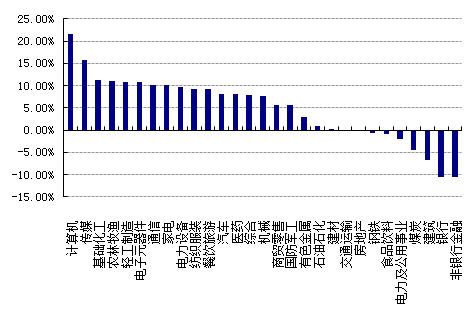 25.00%
20.00%
15.00%
10.00%
5.00%
0.00%
-5.00%
-10.00%
-15.00%
计算机
传媒
基础化工
农林牧渔
轻工制造
电子元器件
通信
家电
电力设备
纺织服装
餐饮旅游
汽车
医药
综合
机械
商贸零售
国防军工
有色金属
石油石化
建材
交通运输
房地产
钢铁
食品饮料
电力及公用事业
煤炭
建筑
银行
非银行金融